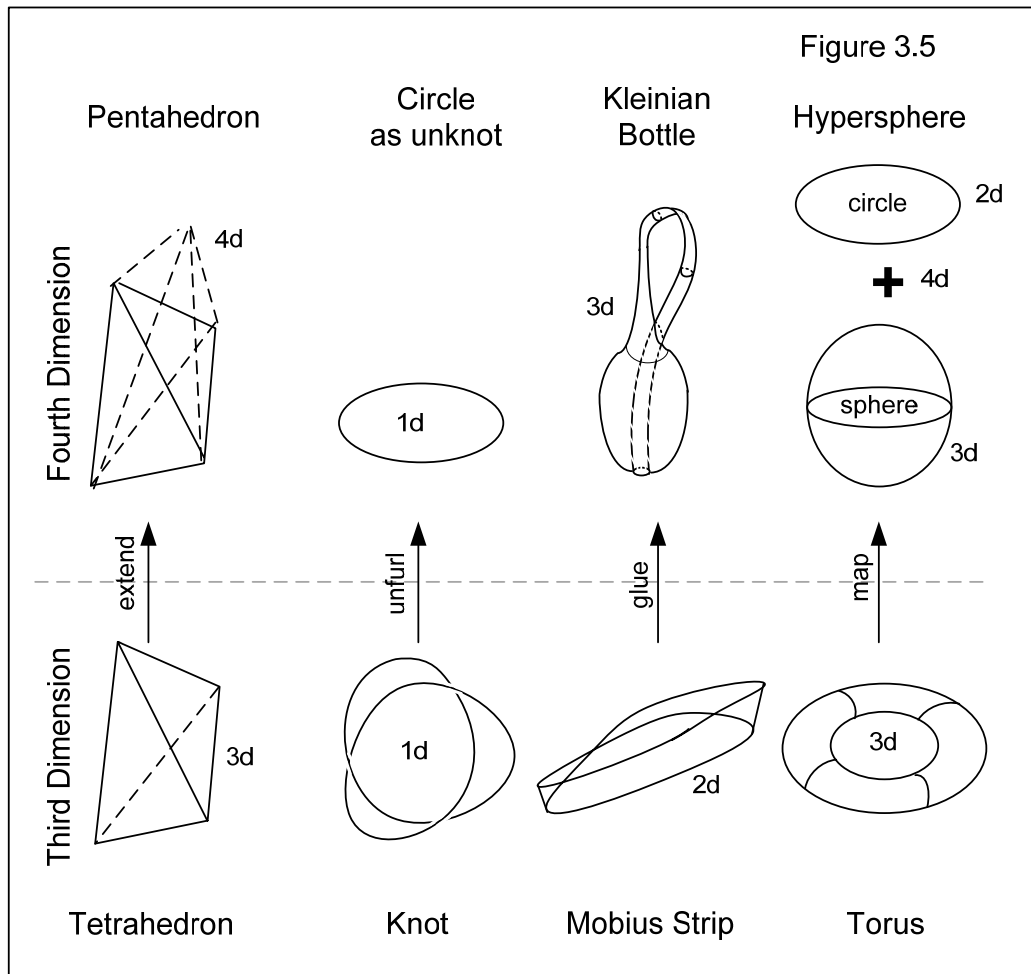 Figure 3.5
Pentahedron
Circle
as unknot
Kleinian
Bottle
Hypersphere
Fourth Dimension
4d
1d
3d
circle
2d
4d
sphere
3d
extend
unfurl
glue
map
Third Dimension
3d
1d
2d
3d
Tetrahedron
Knot
Mobius Strip
Torus